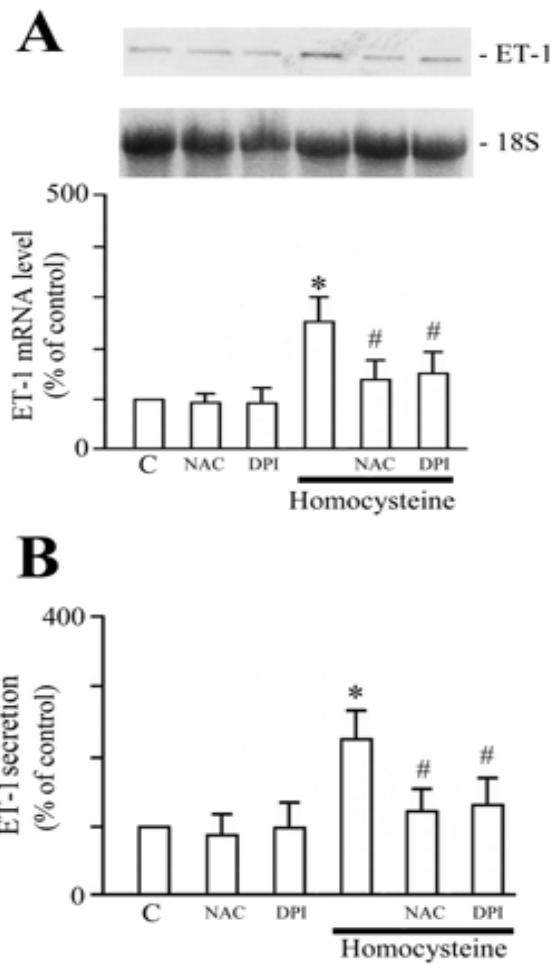 A
- ET-1
- 18S
500
ET-1 mRNA level
(% of control)
*
#
#
0
C NAC DPI NAC DPI
Homocysteine
B
400
ET-1 secretion
(% of control)
*
#
#
0
C NAC DPI NAC DPI
Homocysteine